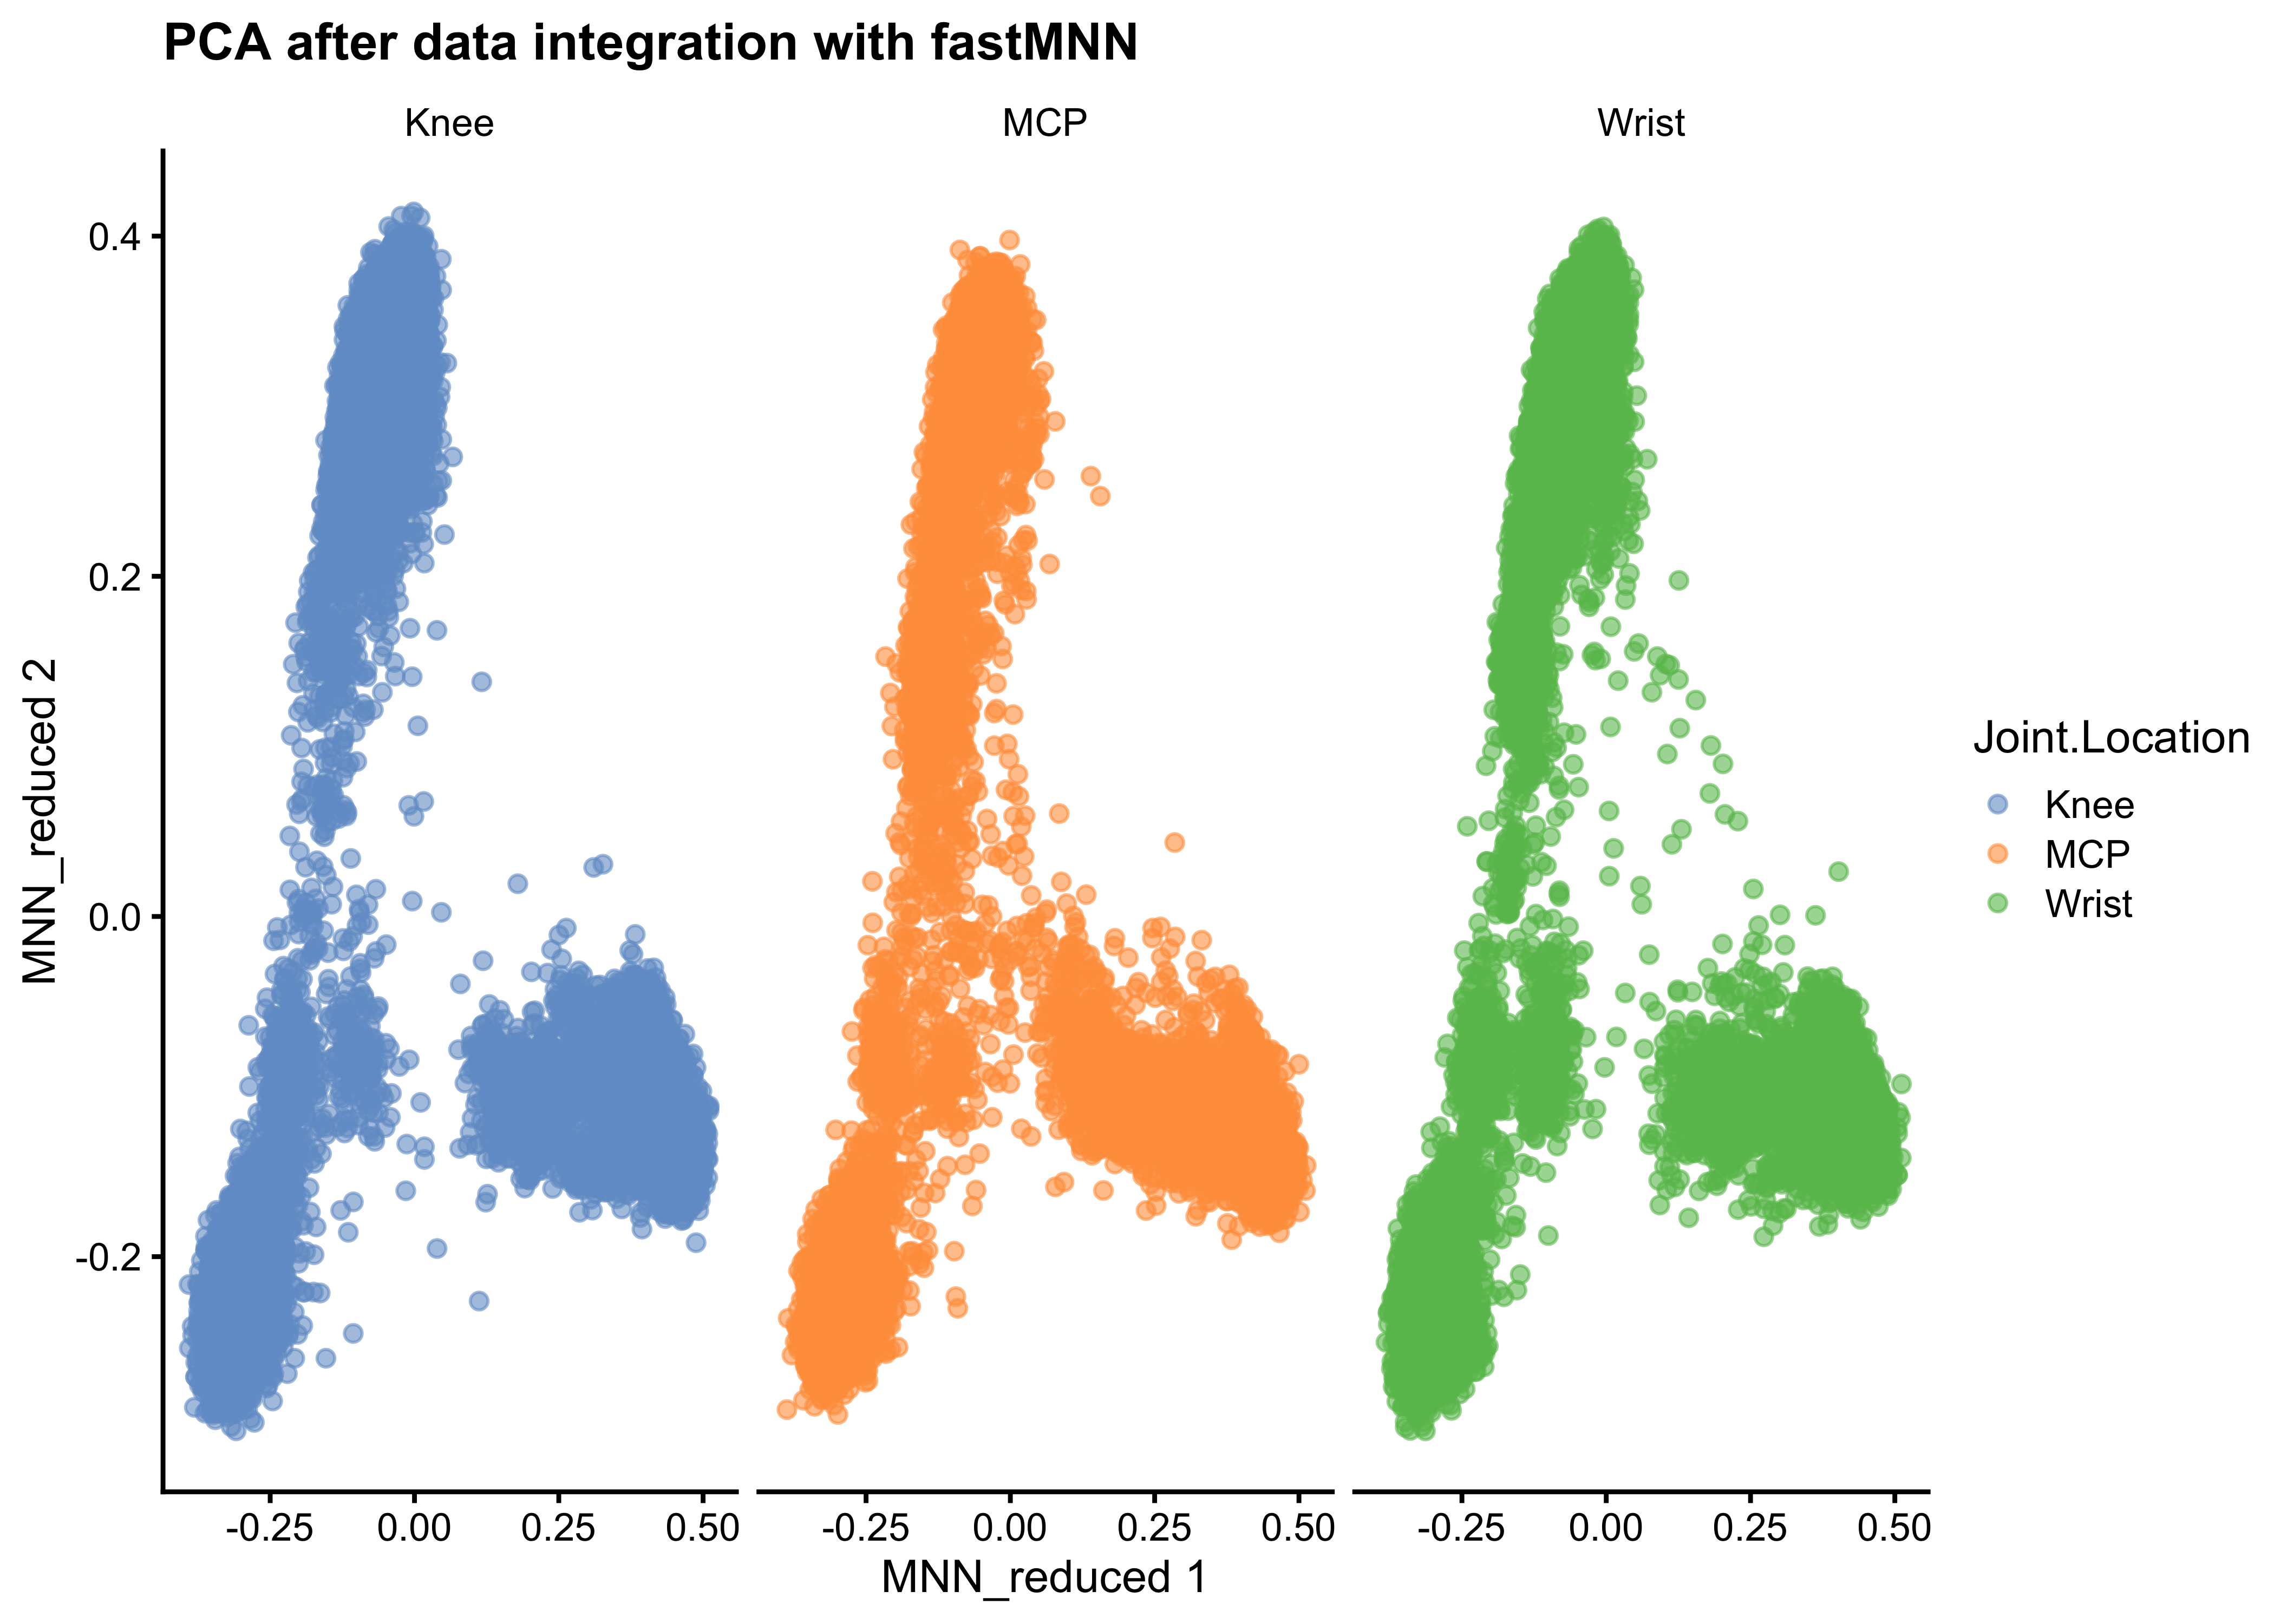 PCA after data integration with fastMNN
Knee MCP Wrist
0.4
0.2
0.0
-0.2
MNN_reduced 2
-0.25 0.00 0.25 0.50 -0.25 0.00 0.25 0.50 -0.25 0.00 0.25 0.50
MNN_reduced 1
Joint.Location
Knee
MCP
Wrist